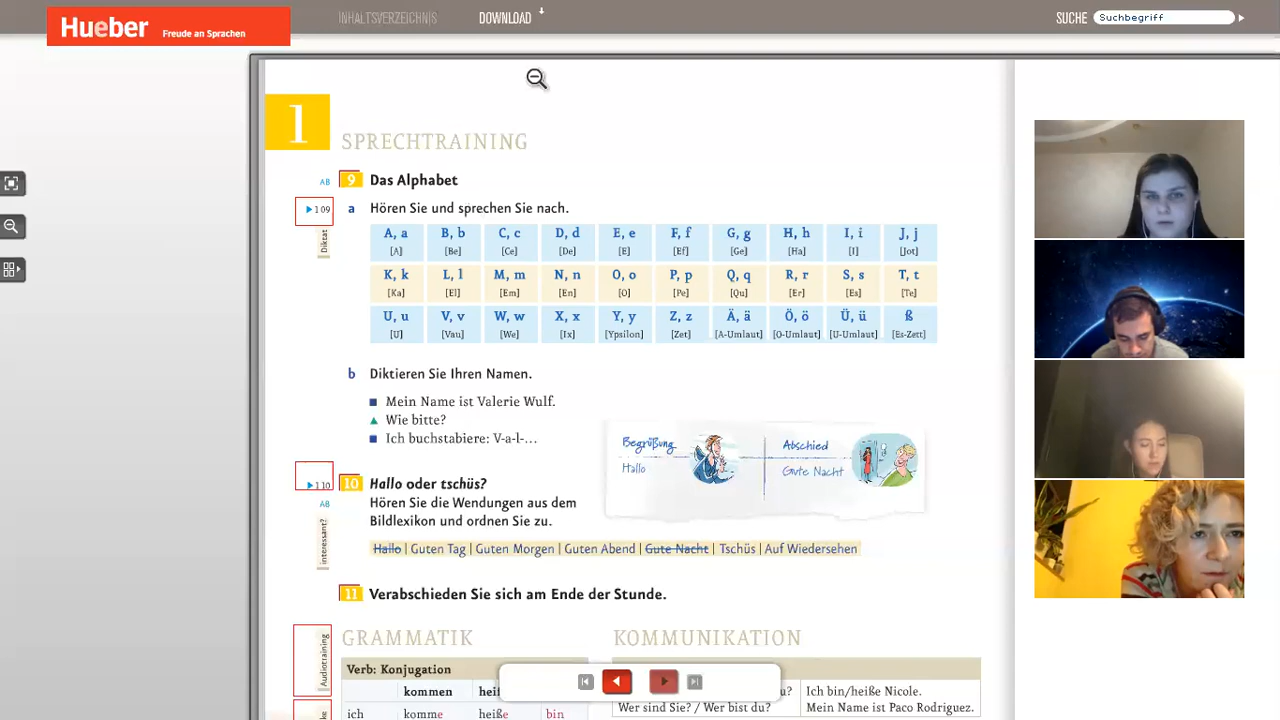 INHALTSVERZEICHNIS DOWNLOAD SUCHE Suchbegriff
Hueber Freude an Sprachen
1
SPRECHTRAINING
AB 9 Das Alphabet
1 09 a Hören Sie und sprechen Sie nach.
Diktat
A, a B, b C, c D, d E, e F, f G, g H, h I, i J, j
[A] [Be] [Ce] [De] [E] [Ef] [Ge] [Ha] [I] [Jot]
K, k L, l M, m N, n O, o P, p Q, q R, r S, s T, t
[Ka] [El] [Em] [En] [O] [Pe] [Qu] [Er] [Es] [Te]
U, u V, v W, w X, x Y, y Z, z Ä, ä Ö, ö Ü, ü ß
[U] [Vau] [We] [Ix] [Ypsilon] [Zet] [A-Umlaut] [O-Umlaut] [U-Umlaut] [Es-Zett]
b Diktieren Sie Ihren Namen.
Mein Name ist Valerie Wulf.
Wie bitte?
Ich buchstabiere: V-a-l-...
Begrüßung Abschied
Hallo Gute Nacht
1 10 10 Hallo oder tschüs?
AB Hören Sie die Wendungen aus dem
Bildlexikon und ordnen Sie zu.
interessant?
Hallo | Guten Tag | Guten Morgen | Guten Abend | Gute Nacht | Tschüs | Auf Wiedersehen
11 Verabschieden Sie sich am Ende der Stunde.
Audiotraining
GRAMMATIK KOMMUNIKATION
Verb: Konjugation
kommen
u? Ich bin/heiße Nicole.
Wer sind Sie? / Wer bist du? Mein Name ist Paco Rodriguez.
ich komme heiße bin